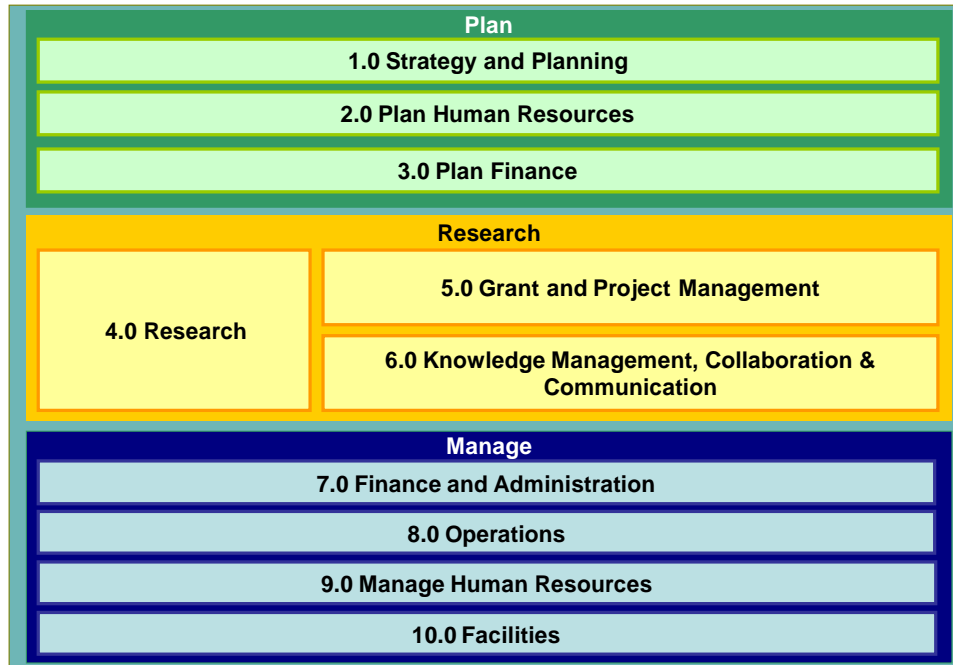 Plan
1.0 Strategy and Planning
2.0 Plan Human Resources
3.0 Plan Finance
Research
4.0 Research
5.0 Grant and Project Management
6.0 Knowledge Management, Collaboration &
Communication
Manage
7.0 Finance and Administration
8.0 Operations
9.0 Manage Human Resources
10.0 Facilities